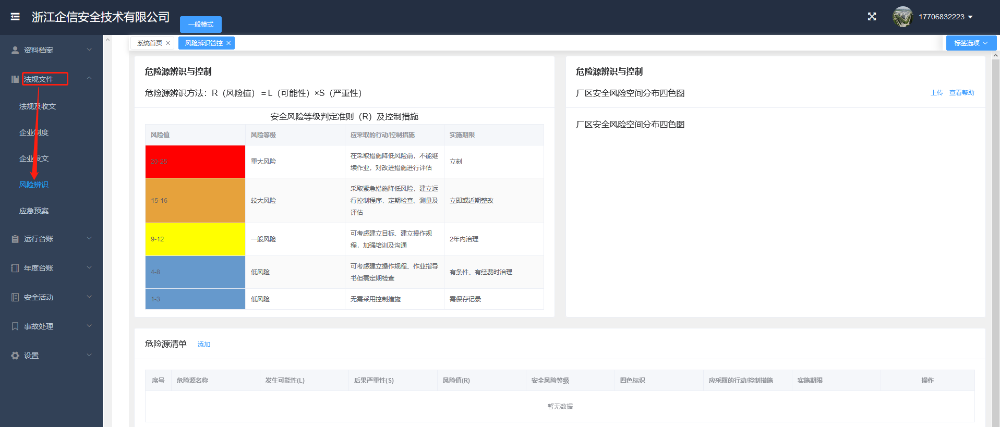 浙江企信安全技术有限公司
一般模式
17706832223
资料档案
法规文件
法规及收文
企业制度
企业发文
风险辨识
应急预案
运行台账
年度台账
安全活动
事故处理
设置
系统首页
风险辨识管控
标签选项
危险源辨识与控制
危险源辨识方法：R（风险值）＝L（可能性）×S（严重性）
安全风险等级判定准则（R）及控制措施
风险值 风险等级 应采取的行动/控制措施 实施期限
20-25 重大风险 在采取措施降低风险前，不能继 立刻
续作业，对改进措施进行评估
15-16 较大风险 采取紧急措施降低风险，建立运 立即或近期整改
行控制程序，定期检查、测量及
评估
9-12 一般风险 可考虑建立目标、建立操作规 2年内治理
程，加强培训及沟通
4-8 低风险 可考虑建立操作规程、作业指导 有条件、有经费时治理
书但需定期检查
1-3 低风险 无需采用控制措施 需保存记录
危险源辨识与控制
厂区安全风险空间分布四色图 上传 查看帮助
厂区安全风险空间分布四色图
危险源清单 添加
序号 危险源名称 发生可能性(L) 后果严重性(S) 风险值(R) 安全风险等级 四色标识 应采取的行动/控制措施 实施期限 操作
暂无数据